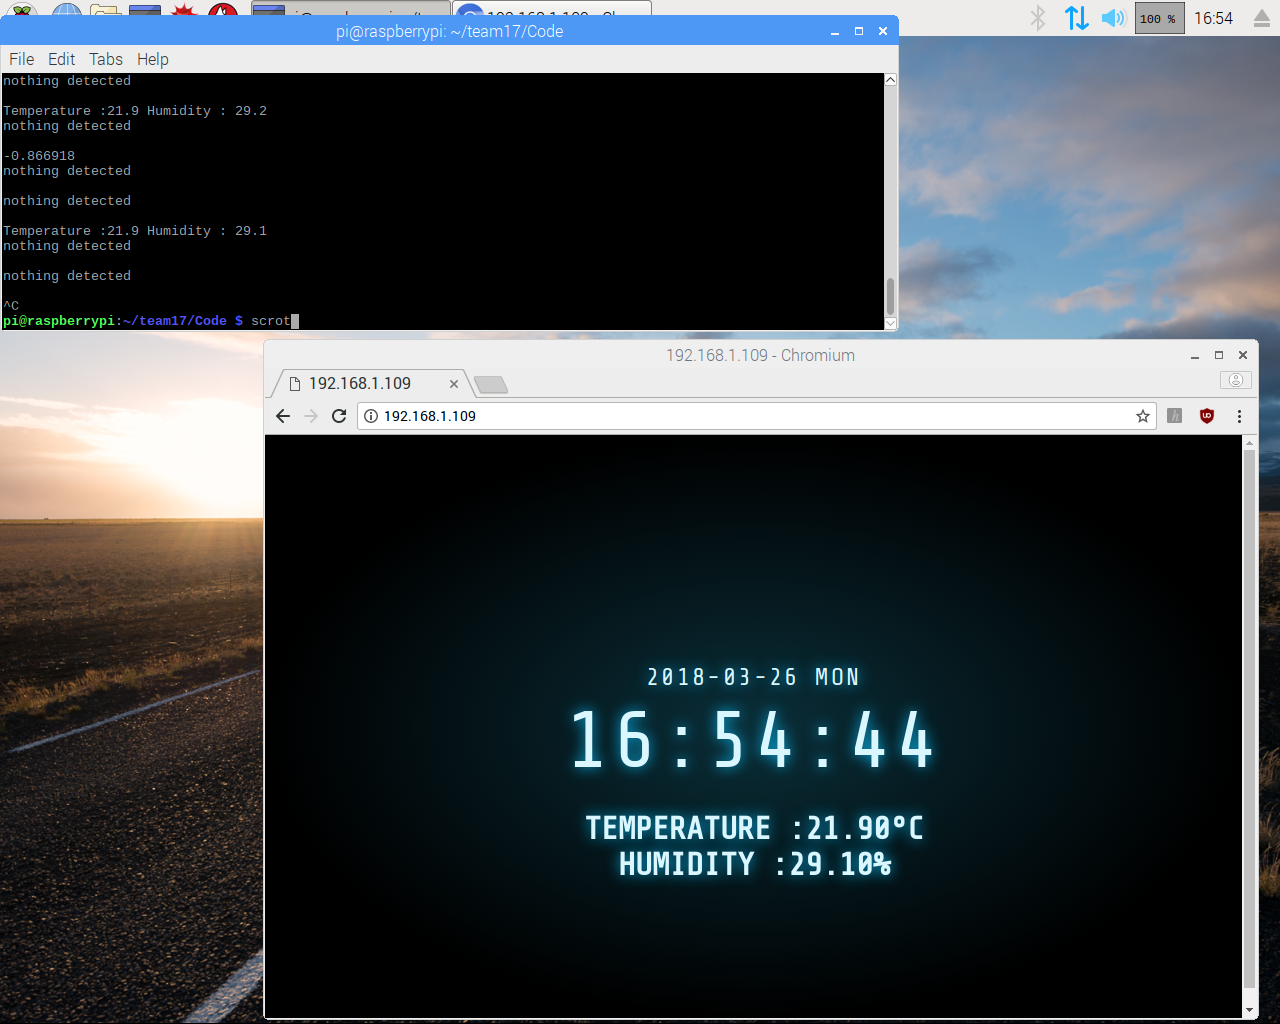 100 %
16:54
pi@raspberrypi: ~/team17/Code
File Edit Tabs Help
nothing detected
Temperature :21.9 Humidity : 29.2
nothing detected
-0.866918
nothing detected
nothing detected
Temperature :21.9 Humidity : 29.1
nothing detected
nothing detected
^C
pi@raspberrypi:~/team17/Code $ scrot
192.168.1.109 - Chromium
192.168.1.109
192.168.1.109
2018-03-26 MON
16:54:44
TEMPERATURE :21.90°C
HUMIDITY :29.10%